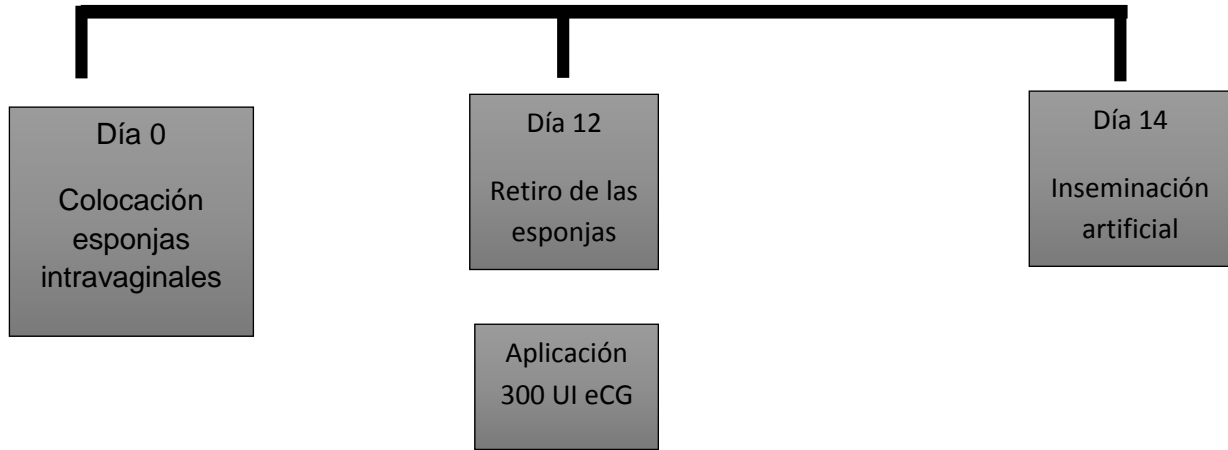 Día 0
Colocación
esponjas
intravaginales
Día 12
Retiro de las
esponjas
Aplicación
300 UI eCG
Día 14
Inseminación
artificial